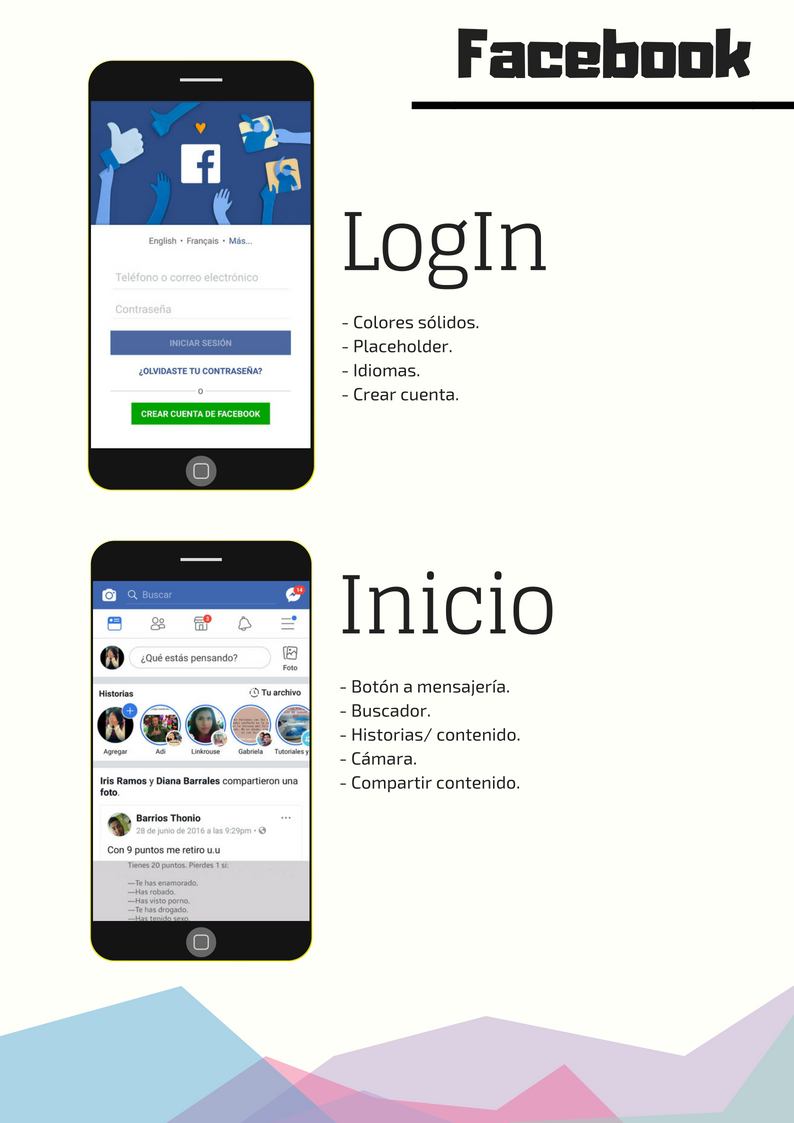 Facebook
English • Français • Más...
Teléfono o correo electrónico
Contraseña
INICIAR SESIÓN
¿OLVIDASTE TU CONTRASEÑA?
O
CREAR CUENTA DE FACEBOOK
LogIn
- Colores sólidos.
- Placeholder.
- Idiomas.
- Crear cuenta.
Buscar
14
3
¿Qué estás pensando?
Foto
Historias
Tu archivo
Agregar
Adi
Linkrouse
Gabriela
Tutoriales y
Iris Ramos y Diana Barrales compartieron una
foto.
Barrios Thonio
28 de junio de 2016 a las 9:29pm •
Con 9 puntos me retiro u.u
Tienes 20 puntos. Pierdes 1 si:
—Te has enamorado.
—Has robado.
—Has visto porno.
—Te has drogado.
—Has tenido sexo.
Inicio
- Botón a mensajería.
- Buscador.
- Historias/ contenido.
- Cámara.
- Compartir contenido.